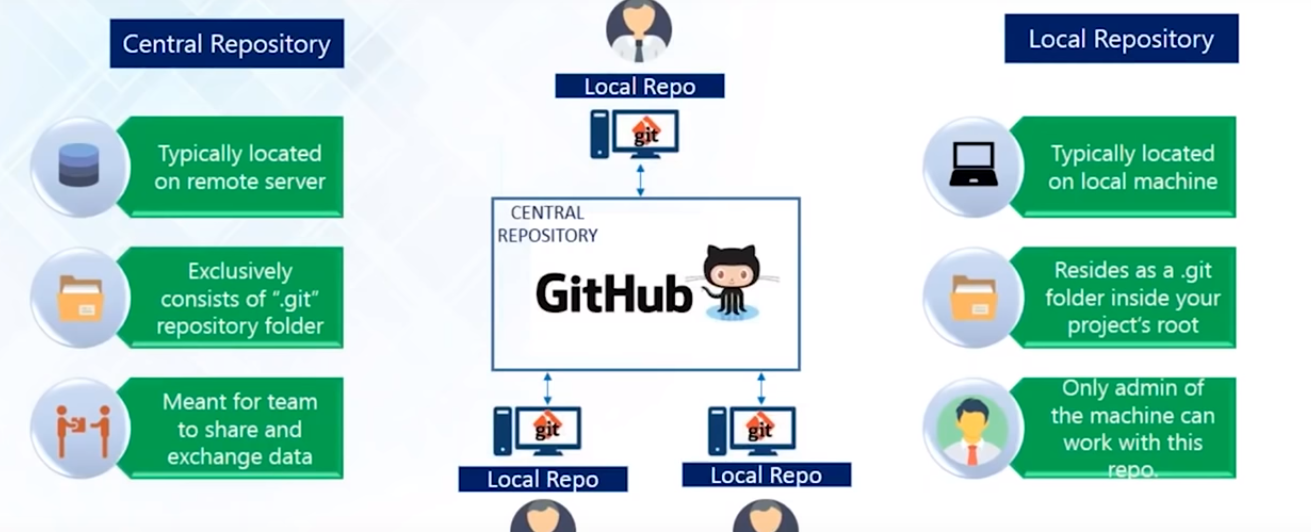 Central Repository
Typically located
on remote server
Exclusively
consists of “.git”
repository folder
Meant for team
to share and
exchange data
Local Repo
git
CENTRAL
REPOSITORY
GitHub
git
Local Repo
git
Local Repo
Local Repository
Typically located
on local machine
Resides as a .git
folder inside your
project’s root
Only admin of
the machine can
work with this
repo.